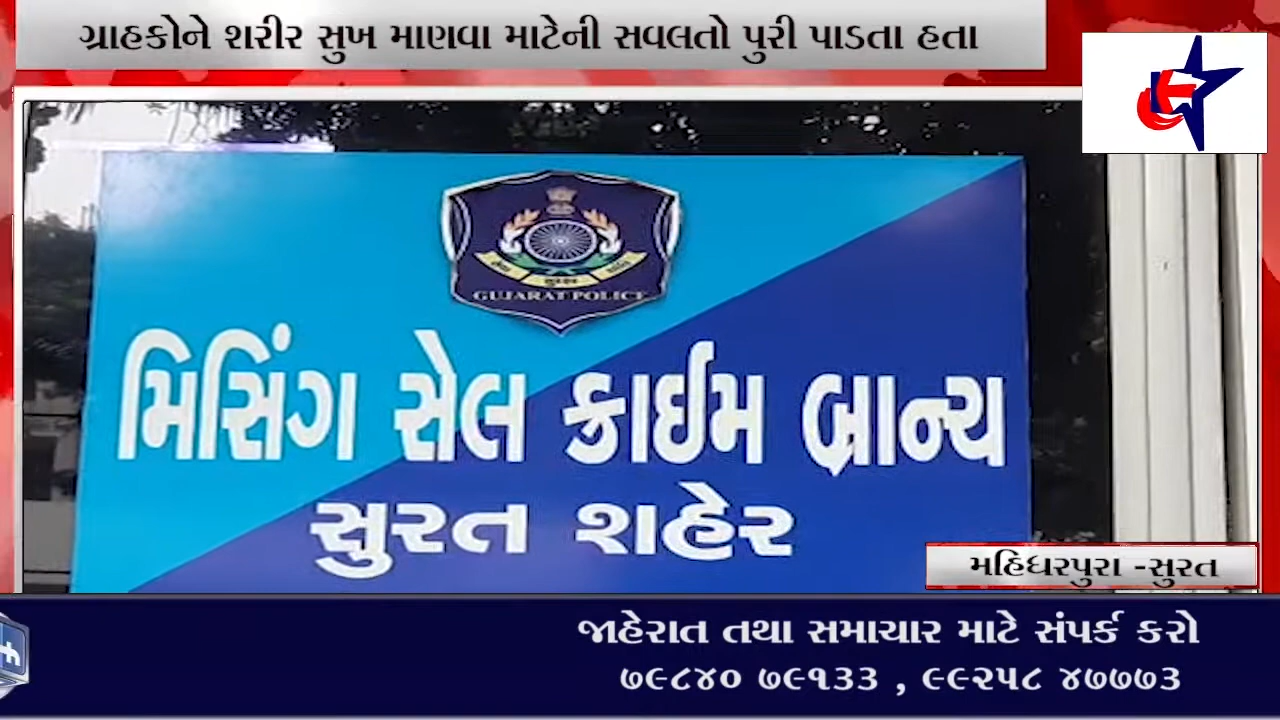 ગ્રાહકોને શરીર સુખ માણવા માટેની સવલતો પુરી પાડતા હતા
GUJARAT POLICE
મિસિંગ સેલ ક્રાઈમ બ્રાન્ચ
સુરત શહેર
મહિધરપુરા -સુરત
જાહેરાત તથા સમાચાર માટે સંપર્ક કરો
૭૯૮૪૦ ૭૯૧૩૩ , ૯૯૨૫૮ ૪૭૭૭૩